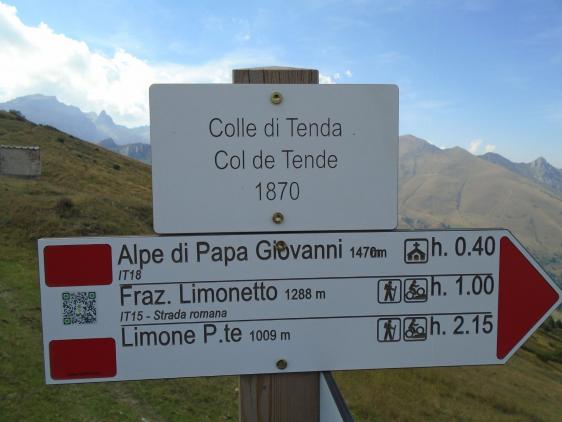 Colle di Tenda
Col de Tende
1870
Alpe di Papa Giovanni 1470m h. 0.40
IT18
Fraz. Limonetto 1288 m h. 1.00
IT15 - Strada romana
Limone P.te 1009 m h. 2.15